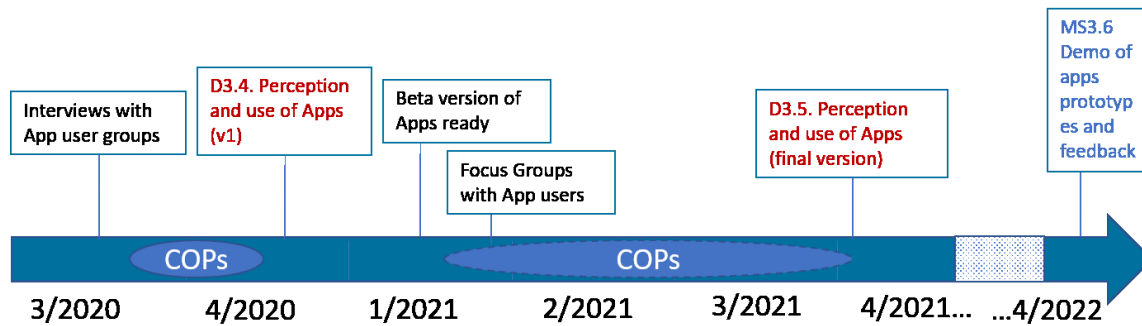 Interviews with
App user groups
D3.4. Perception
and use of Apps
(v1)
Beta version of
Apps ready
Focus Groups
with App users
D3.5. Perception
and use of Apps
(final version)
MS3.6
Demo of
apps
prototyp
es and
feedback
COPs
COPs
3/2020
4/2020
1/2021
2/2021
3/2021
4/2021...
...4/2022